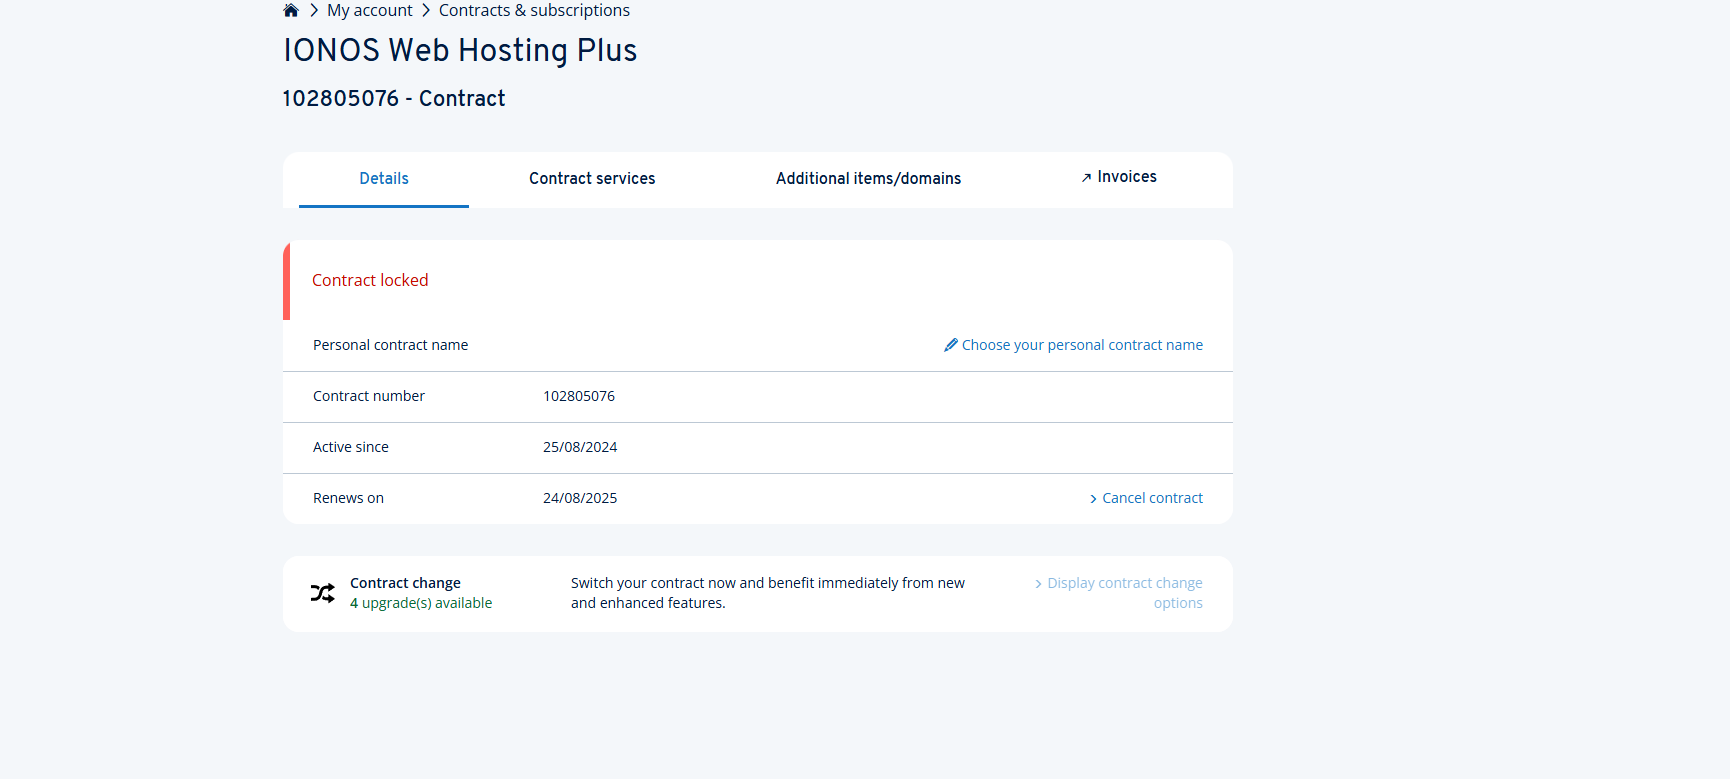 My account > Contracts & subscriptions
IONOS Web Hosting Plus
102805076 - Contract
Details Contract services Additional items/domains Invoices
Contract locked
Personal contract name Choose your personal contract name
Contract number 102805076
Active since 25/08/2024
Renews on 24/08/2025 > Cancel contract
Contract change
4 upgrade(s) available
Switch your contract now and benefit immediately from new
and enhanced features.
> Display contract change
options